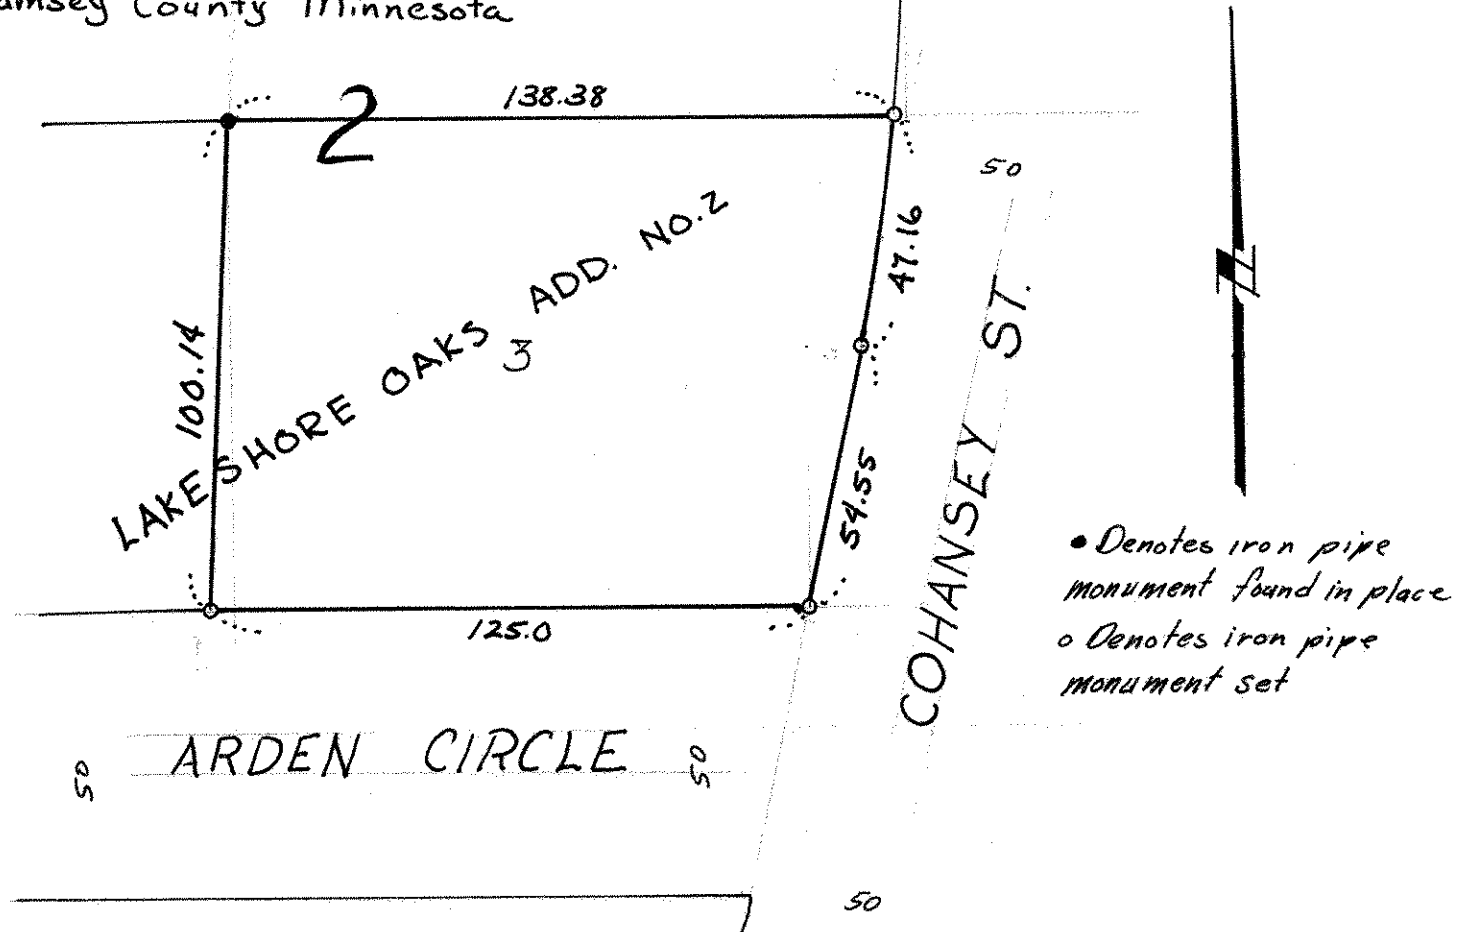 amsey County Minnesota
2
138.38
50
47.16
100.14
LAKESHORE OAKS ADD. NO.2
3
54.55
COHANSEY ST.
N
125.0
• Denotes iron pipe
monument found in place
o Denotes iron pipe
monument set
50
ARDEN CIRCLE
50
50